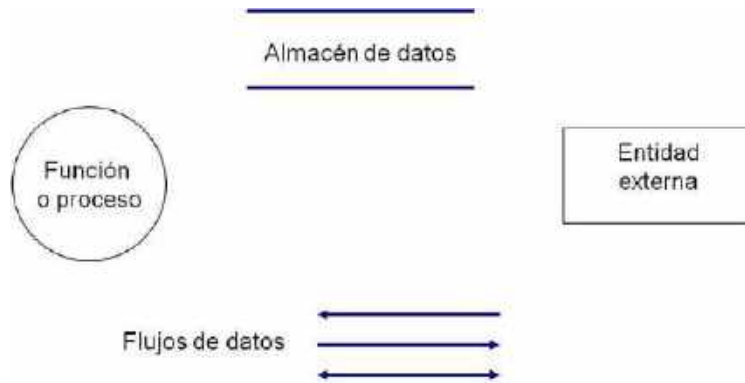 Almacén de datos
Función
o proceso
Entidad
externa
Flujos de datos